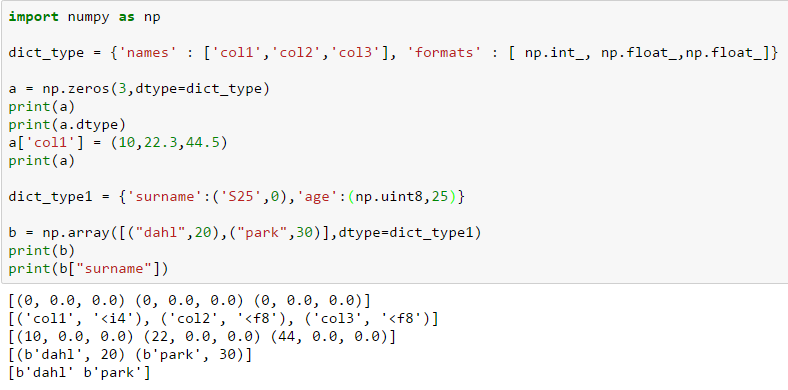 import numpy as np
dict_type = {'names' : ['col1','col2','col3'], 'formats' : [ np.int_, np.float_,np.float_]}
a = np.zeros(3,dtype=dict_type)
print(a)
print(a.dtype)
a['col1'] = (10,22.3,44.5)
print(a)
dict_type1 = {'surname':('S25',0),'age':(np.uint8,25)}
b = np.array([("dahl",20),("park",30)],dtype=dict_type1)
print(b)
print(b["surname"])
[(0, 0.0, 0.0) (0, 0.0, 0.0) (0, 0.0, 0.0)]
[('col1', '<i4'), ('col2', '<f8'), ('col3', '<f8')]
[(10, 0.0, 0.0) (22, 0.0, 0.0) (44, 0.0, 0.0)]
[(b'dahl', 20) (b'park', 30)]
[b'dahl' b'park']